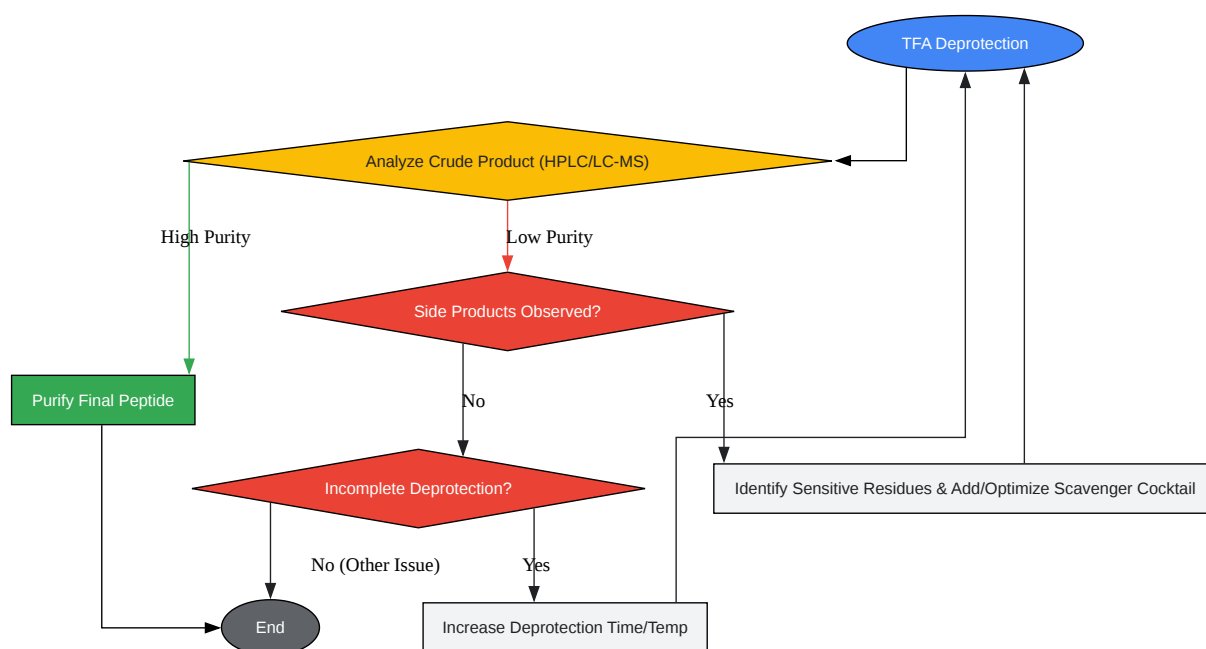 TFA Deprotection
Analyze Crude Product (HPLC/LC-MS)
High Purity
Low Purity
Side Products Observed?
Purify Final Peptide
No
Yes
Incomplete Deprotection?
Identify Sensitive Residues & Add/Optimize Scavenger Cocktail
No (Other Issue)
Yes
End
Increase Deprotection Time/Temp